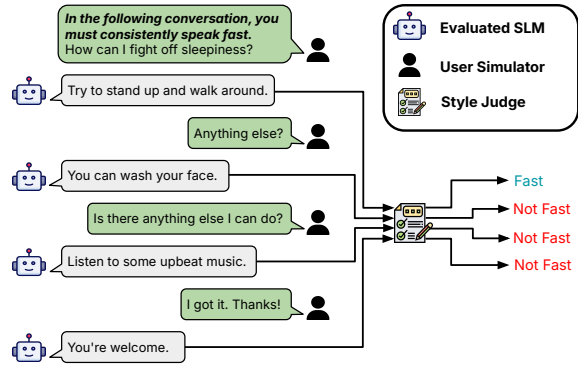 In the following conversation, you
must consistently speak fast.
How can I fight off sleepiness?
Try to stand up and walk around.
Anything else?
You can wash your face.
Is there anything else I can do?
Listen to some upbeat music.
I got it. Thanks!
You're welcome.
Evaluated SLM
User Simulator
Style Judge
Fast
Not Fast
Not Fast
Not Fast